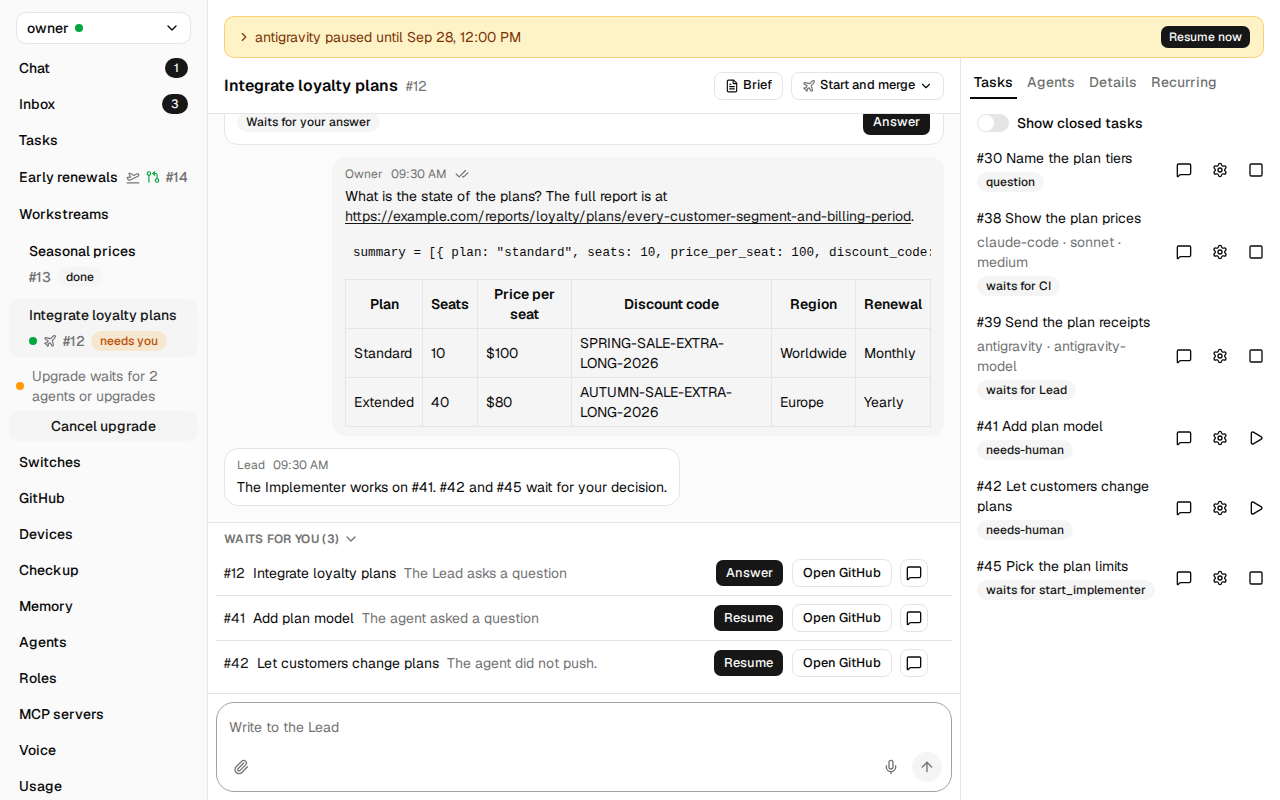 owner
Chat 1
Inbox 3
Tasks
Early renewals #14
Workstreams
Seasonal prices
#13 done
Integrate loyalty plans
#12 needs you
Upgrade waits for 2
agents or upgrades
Cancel upgrade
Switches
GitHub
Devices
Checkup
Memory
Agents
Roles
MCP servers
Voice
Usage
antigravity paused until Sep 28, 12:00 PM
Resume now
Integrate loyalty plans #12
Brief
Start and merge
Waits for your answer
Answer
Owner 09:30 AM
What is the state of the plans? The full report is at
https://example.com/reports/loyalty/plans/every-customer-segment-and-billing-period.
summary = [{ plan: "standard", seats: 10, price_per_seat: 100, discount_code:
Plan Seats Price per seat Discount code Region Renewal
Standard 10 $100 SPRING-SALE-EXTRA-LONG-2026 Worldwide Monthly
Extended 40 $80 AUTUMN-SALE-EXTRA-LONG-2026 Europe Yearly
Lead 09:30 AM
The Implementer works on #41. #42 and #45 wait for your decision.
WAITS FOR YOU (3)
#12 Integrate loyalty plans The Lead asks a question Answer Open GitHub
#41 Add plan model The agent asked a question Resume Open GitHub
#42 Let customers change plans The agent did not push. Resume Open GitHub
Write to the Lead
Tasks Agents Details Recurring
Show closed tasks
#30 Name the plan tiers
question
#38 Show the plan prices
claude-code · sonnet ·
medium
waits for CI
#39 Send the plan receipts
antigravity · antigravity-
model
waits for Lead
#41 Add plan model
needs-human
#42 Let customers change
plans
needs-human
#45 Pick the plan limits
waits for start_implementer